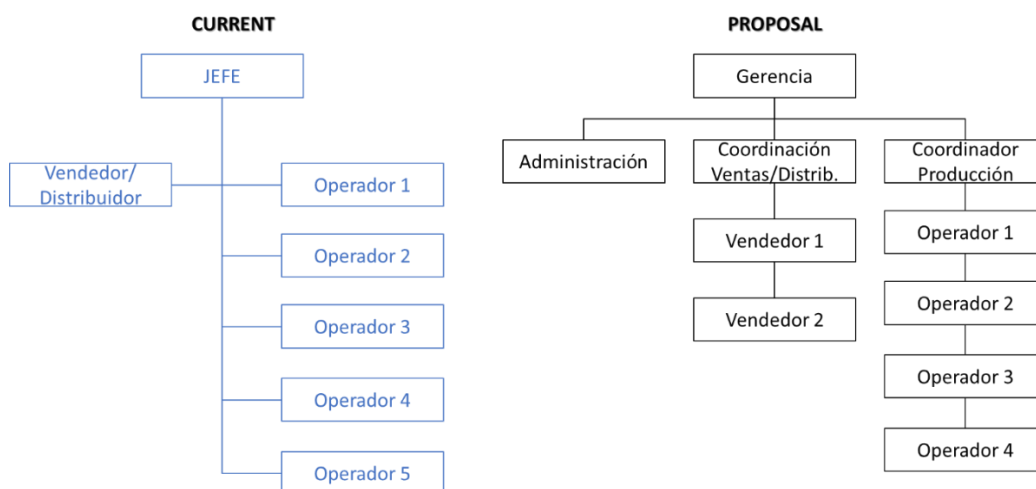 CURRENT
JEFE
Vendedor/
Distribuidor
Operador 1
Operador 2
Operador 3
Operador 4
Operador 5
PROPOSAL
Gerencia
Administración
Coordinación
Ventas/Distrib.
Vendedor 1
Vendedor 2
Coordinador
Producción
Operador 1
Operador 2
Operador 3
Operador 4